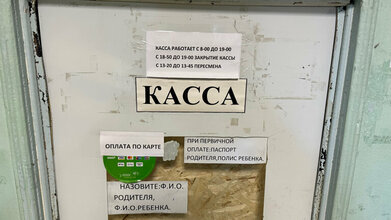 КАССА РАБОТАЕТ С 8-00 ДО 19-00
С 18-50 ДО 19-00 ЗАКРЫТИЕ КАССЫ
С 13-20 ДО 13-45 ПЕРЕСМЕНА
КАССА
ОПЛАТА ПО КАРТЕ
ПРИ ПЕРВИЧНОЙ
ОПЛАТЕ:ПАСПОРТ
РОДИТЕЛЯ,ПОЛИС РЕБЕНКА.
НАЗОВИТЕ:Ф.И.О.
РОДИТЕЛЯ,
Ф.И.О.РЕБЕНКА.